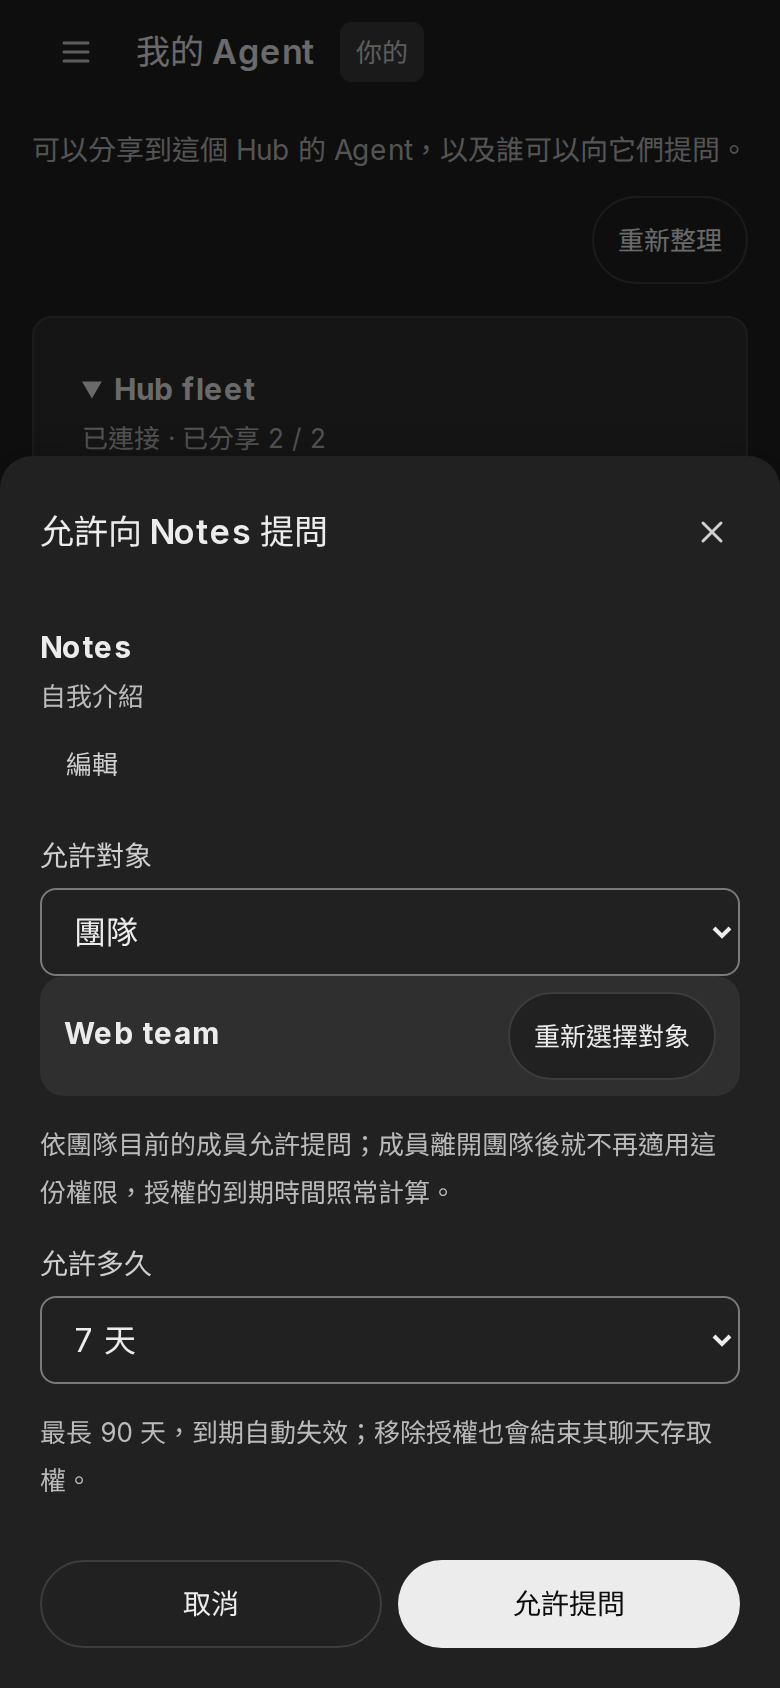 我的 Agent 你的
可以分享到這個 Hub 的 Agent，以及誰可以向它們提問。
重新整理
▼ Hub fleet
已連接 · 已分享 2 / 2
允許向 Notes 提問
Notes
自我介紹
編輯
允許對象
團隊
Web team 重新選擇對象
依團隊目前的成員允許提問；成員離開團隊後就不再適用這
份權限，授權的到期時間照常計算。
允許多久
7 天
最長 90 天，到期自動失效；移除授權也會結束其聊天存取
權。
取消 允許提問